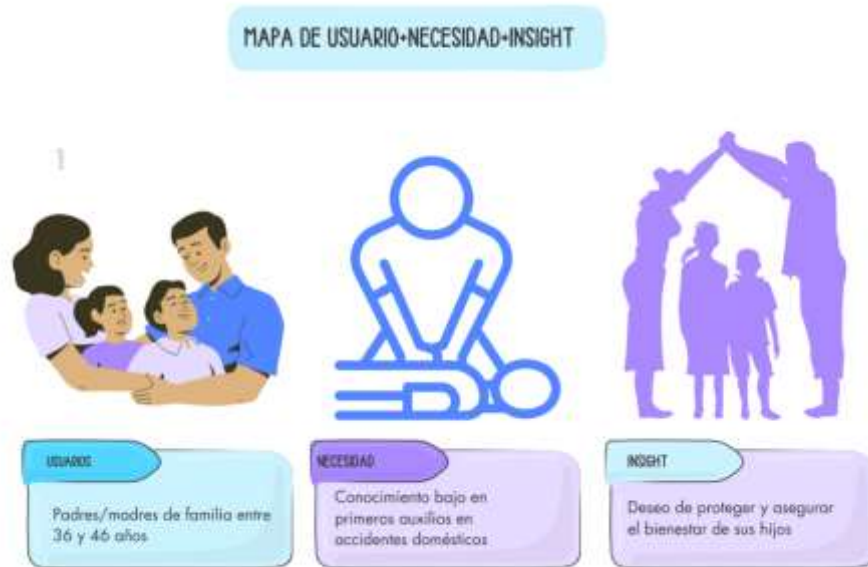 MAPA DE USUARIO+NECESIDAD+INSIGHT
USUARIOS
Padres/madres de familia entre
36 y 46 años
NECESIDAD
Conocimiento bajo en
primeros auxilios en
accidentes domésticos
INSIGHT
Deseo de proteger y asegurar
el bienestar de sus hijos